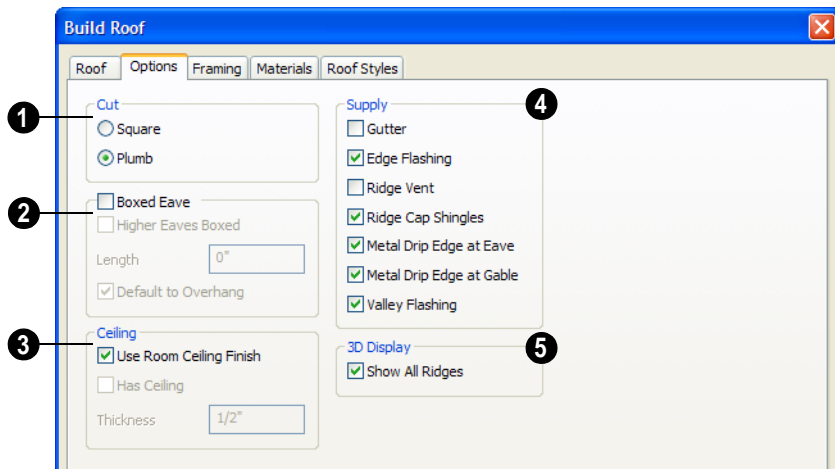 Build Roof
Roof Options Framing Materials Roof Styles
1
Cut
Square
Plumb
2
Boxed Eave
Higher Eaves Boxed
Length 0"
Default to Overhang
3
Ceiling
Use Room Ceiling Finish
Has Ceiling
Thickness 1/2"
4
Supply
Gutter
Edge Flashing
Ridge Vent
Ridge Cap Shingles
Metal Drip Edge at Eave
Metal Drip Edge at Gable
Valley Flashing
5
3D Display
Show All Ridges